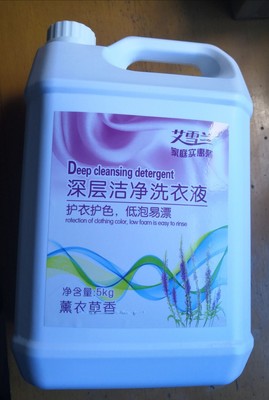 艾雪兰
家庭实惠
Deep cleansing detergent
深层洁净洗衣液
护衣护色，低泡易漂
rotection of clathing color, low foam is easy to rinse
净含量:5kg
薰衣草香